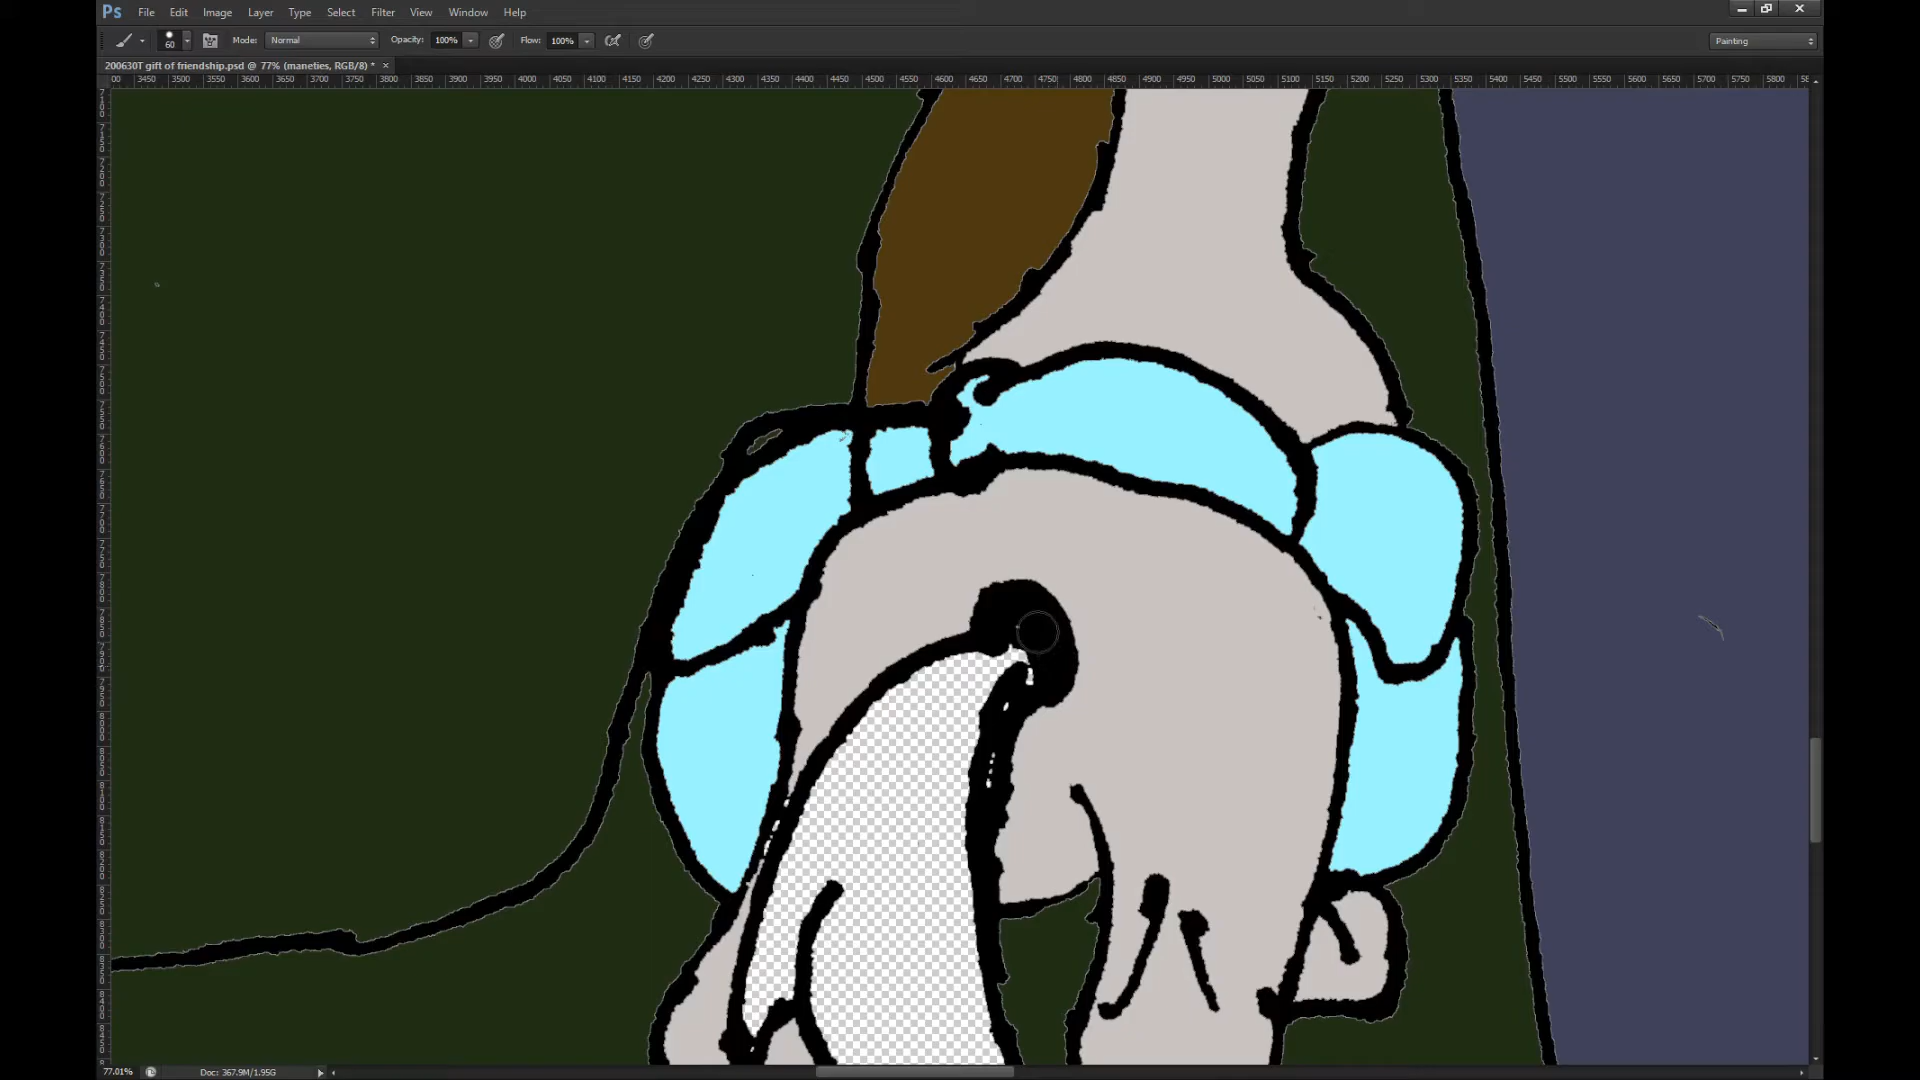 Ps File Edit Image Layer Type Select Filter View Window Help
60 Mode: Normal Opacity: 100% Flow: 100% Painting
200630T gift of friendship.psd @ 77% (maneties, RGB/8) * ×
00 3450 3500 3550 3600 3650 3700 3750 3800 3850 3900 3950 4000 4050 4100 4150 4200 4250 4300 4350 4400 4450 4500 4550 4600 4650 4700 4750 4800 4850 4900 4950 5000 5050 5100 5150 5200 5250 5300 5350 5400 5450 5500 5550 5600 5650 5700 5750 5800
77.01% Doc: 367.9M/1.95G